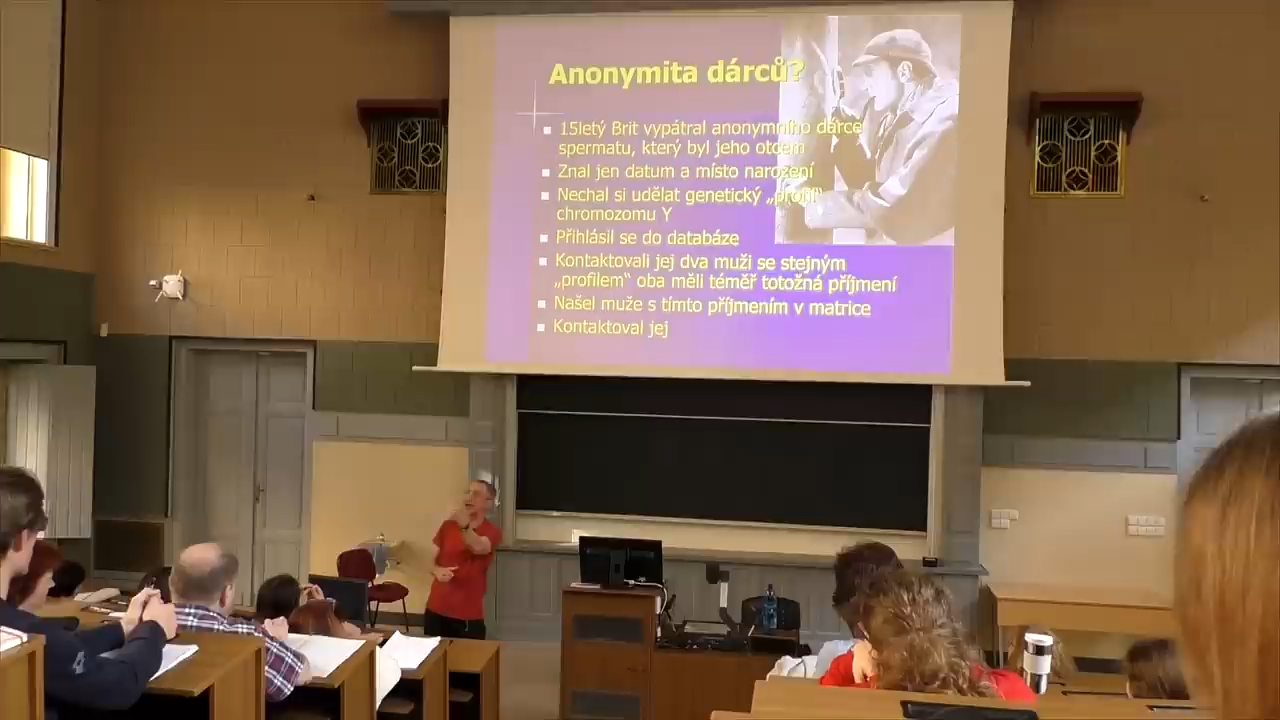 Anonymita dárců?
15letý Brit vypátral anonymního dárce
spermatu, který byl jeho otcem
Znal jen datum a místo narození
Nechal si udělat genetický „profil“
chromozomu Y
Přihlásil se do databáze
Kontaktovali jej dva muži se stejným
„profilem“ oba měli téměř totožná příjmení
Našel muže s tímto příjmením v matrice
Kontaktoval jej